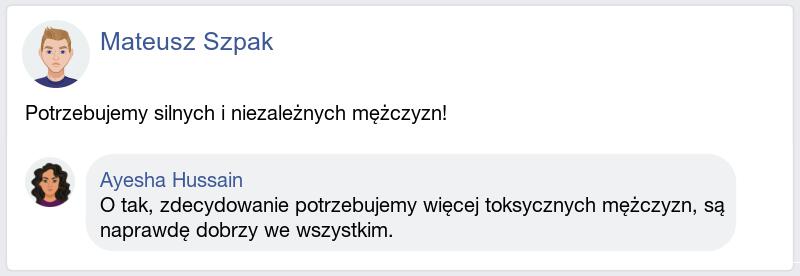 Mateusz Szpak
Potrzebujemy silnych i niezależnych mężczyzn!
Ayesha Hussain
O tak, zdecydowanie potrzebujemy więcej toksycznych mężczyzn, są
naprawdę dobrzy we wszystkim.